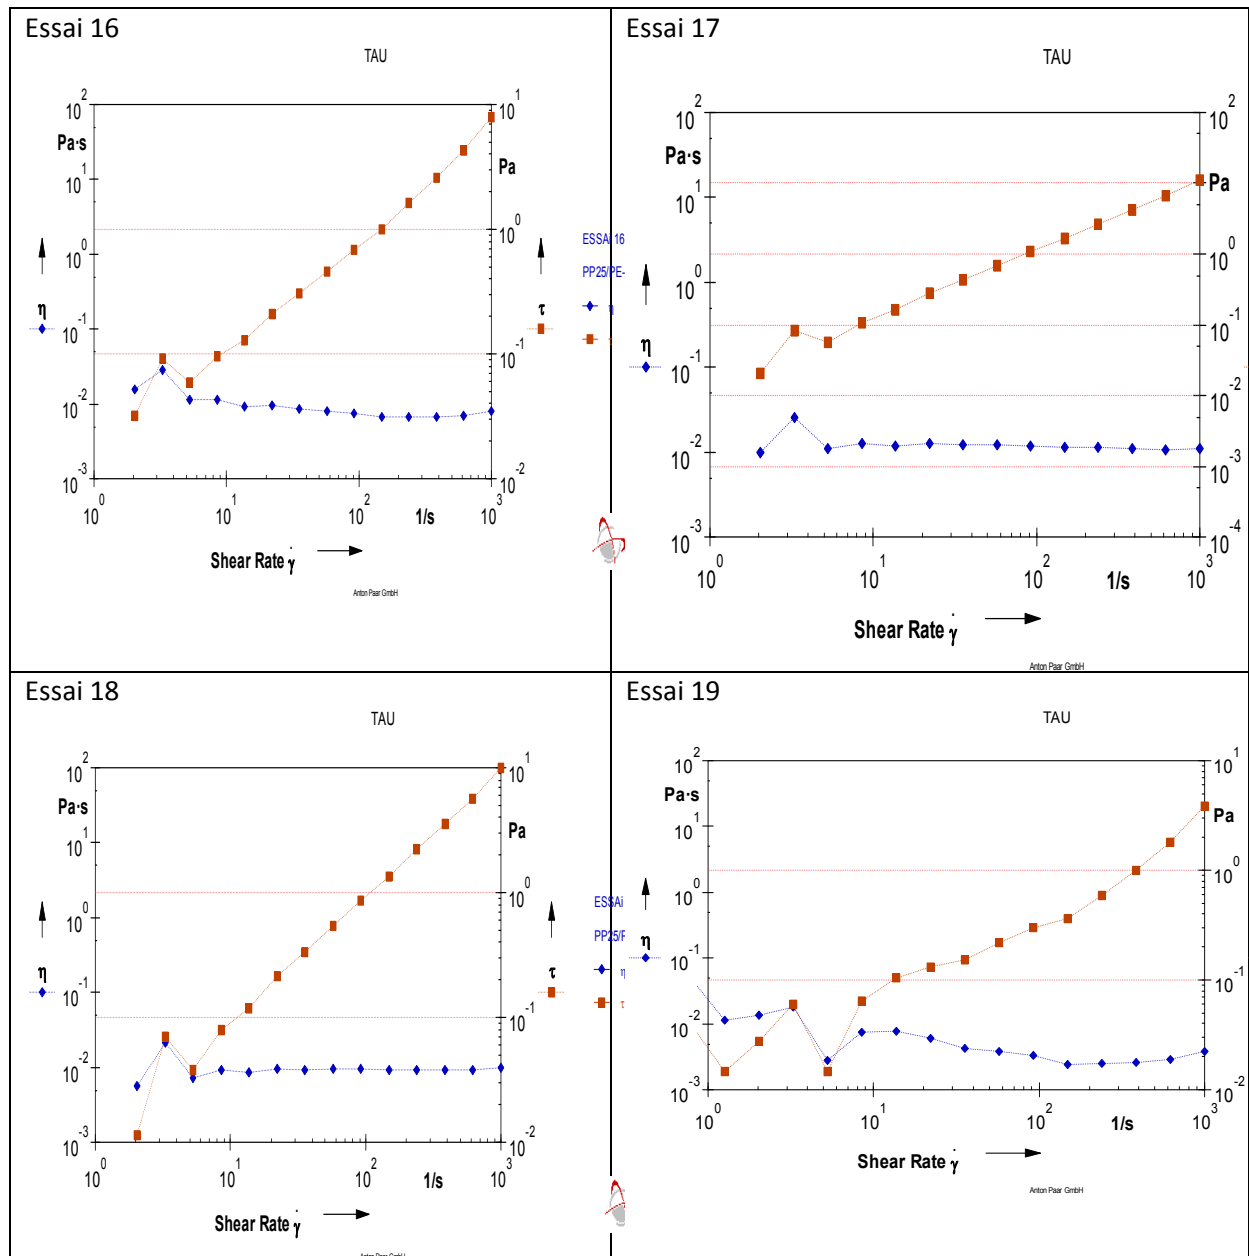 Essai 16
TAU
10^2
10^1
Pa·s
Pa
10^1
10^0
10^0
ESSAi 16
PP25/PE-
η
τ
η
10^-1
10^-1
10^-2
10^-3
10^-2
10^0
10^1
10^2
1/s
10^3
Shear Rate γ̇
Anton Paar GmbH
Essai 17
TAU
10^2
10^2
Pa·s
10^1
10^1
Pa
10^0
10^0
η
10^-1
10^-1
10^-2
10^-2
10^-3
10^-3
10^-4
10^0
10^1
10^2
1/s
10^3
Shear Rate γ̇
Anton Paar GmbH
Essai 18
TAU
10^2
10^1
Pa·s
Pa
10^1
10^0
10^0
ESSAi
PP25/P
η
τ
η
τ
10^-1
10^-1
10^-2
10^-3
10^-2
10^0
10^1
10^2
1/s
10^3
Shear Rate γ̇
Anton Paar GmbH
Essai 19
TAU
10^2
10^1
Pa·s
Pa
10^1
10^0
10^0
η
10^-1
10^-1
10^-2
10^-3
10^-2
10^0
10^1
10^2
1/s
10^3
Shear Rate γ̇
Anton Paar GmbH